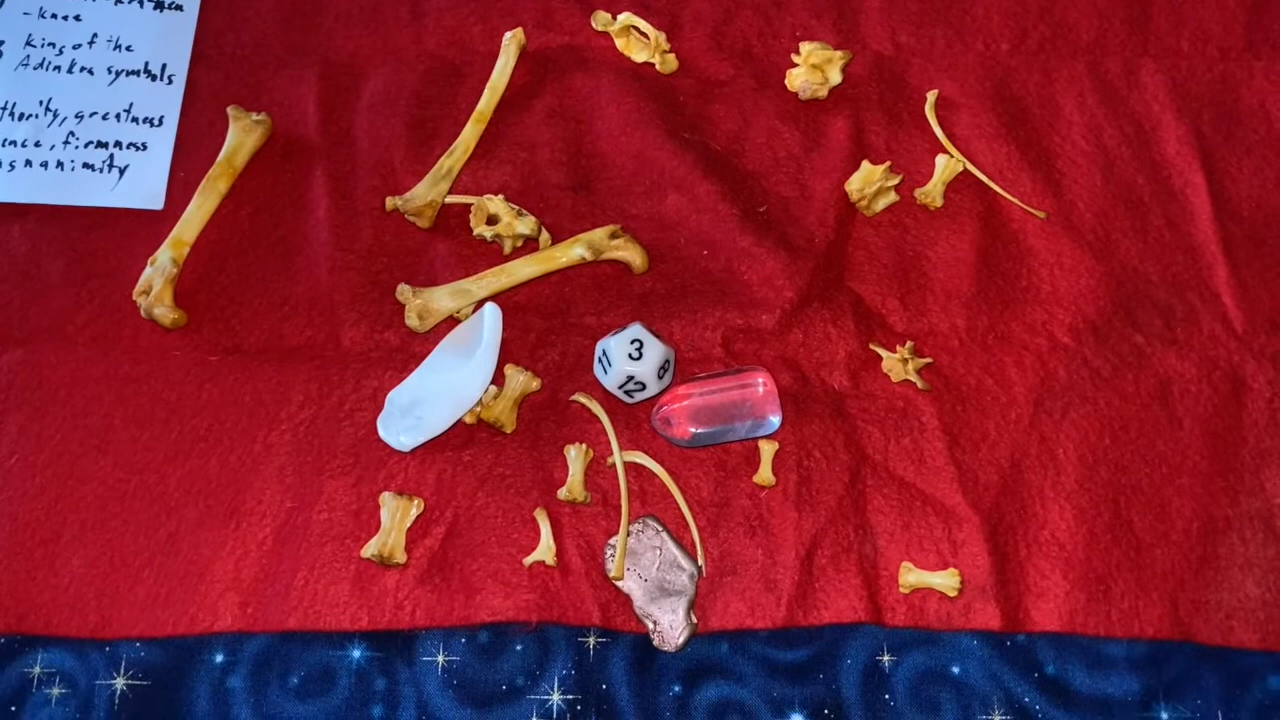 -knee
King of the
Adinkra symbols
thority, greatness
ence, firmness
nanimity
3
11
12
8